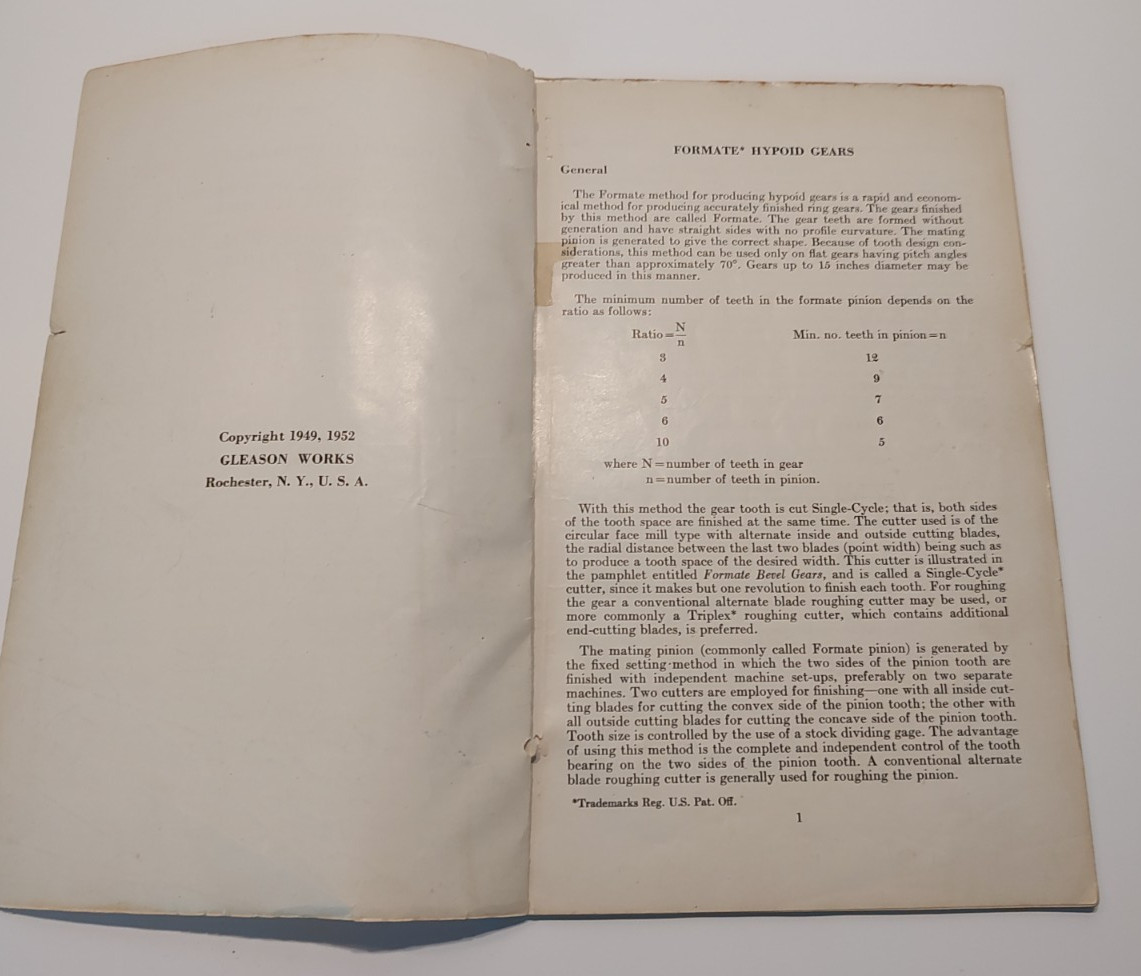 Copyright 1949, 1952
GLEASON WORKS
Rochester, N. Y., U. S. A.
FORMATE* HYPOID GEARS
General
The Formate method for producing hypoid gears is a rapid and econom-
ical method for producing accurately finished ring gears. The gears finished
by this method are called Formate. The gear teeth are formed without
generation and have straight sides with no profile curvature. The mating
pinion is generated to give the correct shape. Because of tooth design con-
siderations, this method can be used only on flat gears having pitch angles
greater than approximately 70°. Gears up to 15 inches diameter may be
produced in this manner.
The minimum number of teeth in the formate pinion depends on the
ratio as follows:
Ratio = N/n Min. no. teeth in pinion = n
3 12
4 9
5 7
6 6
10 5
where N = number of teeth in gear
n = number of teeth in pinion.
With this method the gear tooth is cut Single-Cycle; that is, both sides
of the tooth space are finished at the same time. The cutter used is of the
circular face mill type with alternate inside and outside cutting blades,
the radial distance between the last two blades (point width) being such as
to produce a tooth space of the desired width. This cutter is illustrated in
the pamphlet entitled Formate Bevel Gears, and is called a Single-Cycle*
cutter, since it makes but one revolution to finish each tooth. For roughing
the gear a conventional alternate blade roughing cutter may be used, or
more commonly a Triplex* roughing cutter, which contains additional
end-cutting blades, is preferred.
The mating pinion (commonly called Formate pinion) is generated by
the fixed setting method in which the two sides of the pinion tooth are
finished with independent machine set-ups, preferably on two separate
machines. Two cutters are employed for finishing—one with all inside cut-
ting blades for cutting the convex side of the pinion tooth; the other with
all outside cutting blades for cutting the concave side of the pinion tooth.
Tooth size is controlled by the use of a stock dividing gage. The advantage
of using this method is the complete and independent control of the tooth
bearing on the two sides of the pinion tooth. A conventional alternate
blade roughing cutter is generally used for roughing the pinion.
*Trademarks Reg. U.S. Pat. Off.
1